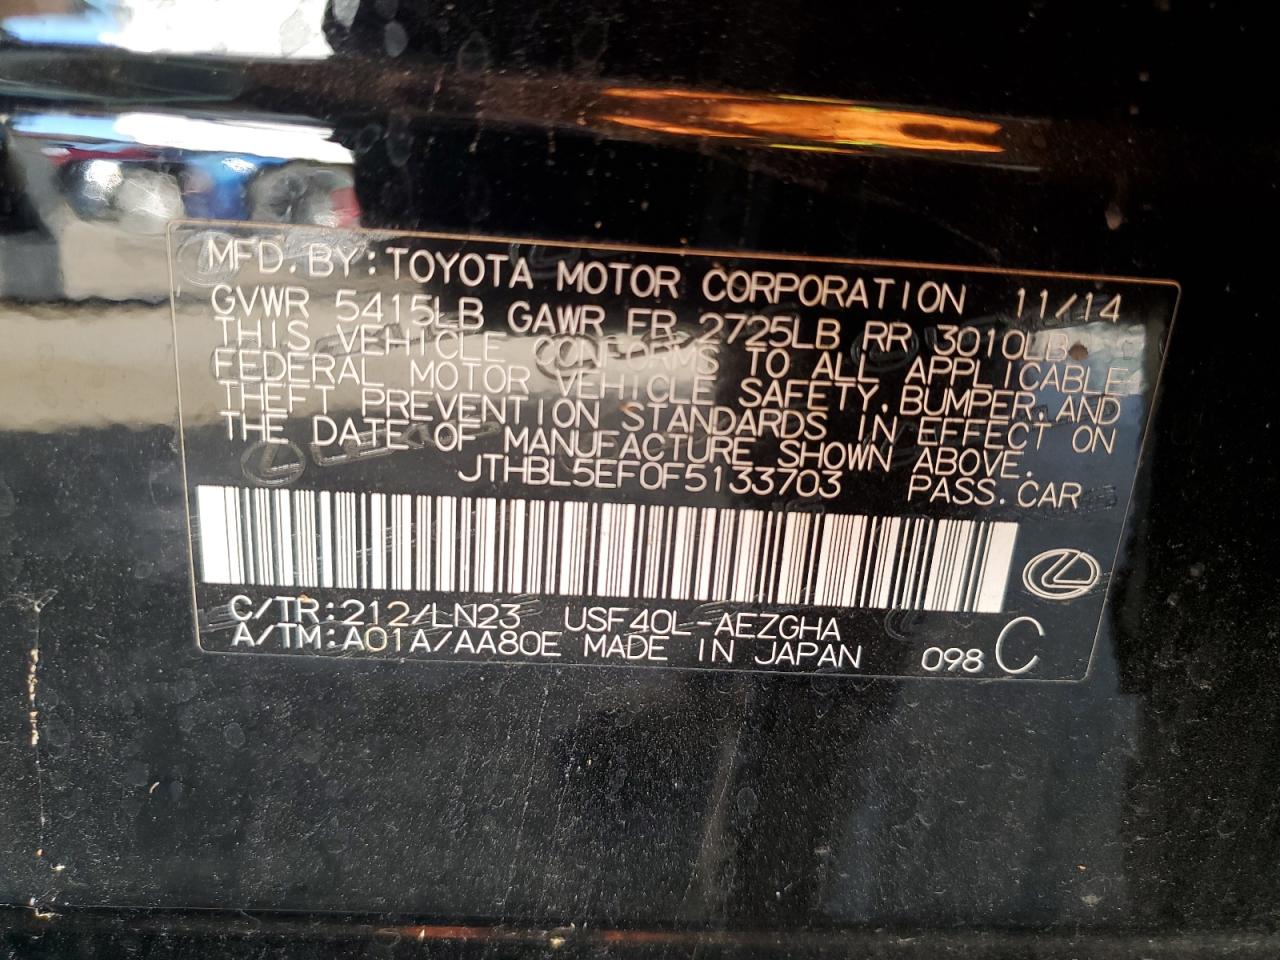 MFD. BY: TOYOTA MOTOR CORPORATION 11/14
GVWR 5415LB GAWR FR 2725LB RR 3010LB
THIS VEHICLE CONFORMS TO ALL APPLICABLE
FEDERAL MOTOR VEHICLE SAFETY, BUMPER, AND
THEFT PREVENTION STANDARDS IN EFFECT ON
THE DATE OF MANUFACTURE SHOWN ABOVE.
JTHBL5EF0F5133703 PASS. CAR
C/TR:212/LN23 USF40L-AEZGHA
A/TM:A01A/AA80E MADE IN JAPAN 098 C